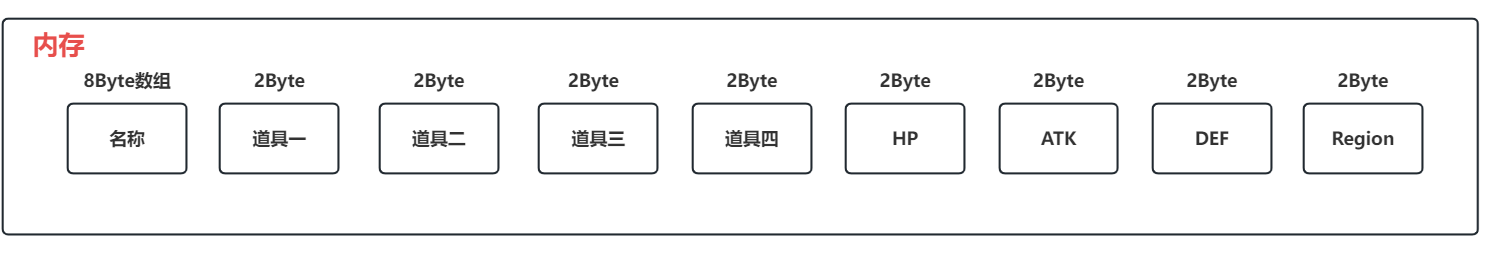 内存
8Byte数组 2Byte 2Byte 2Byte 2Byte 2Byte 2Byte 2Byte 2Byte
名称 道具一 道具二 道具三 道具四 HP ATK DEF Region